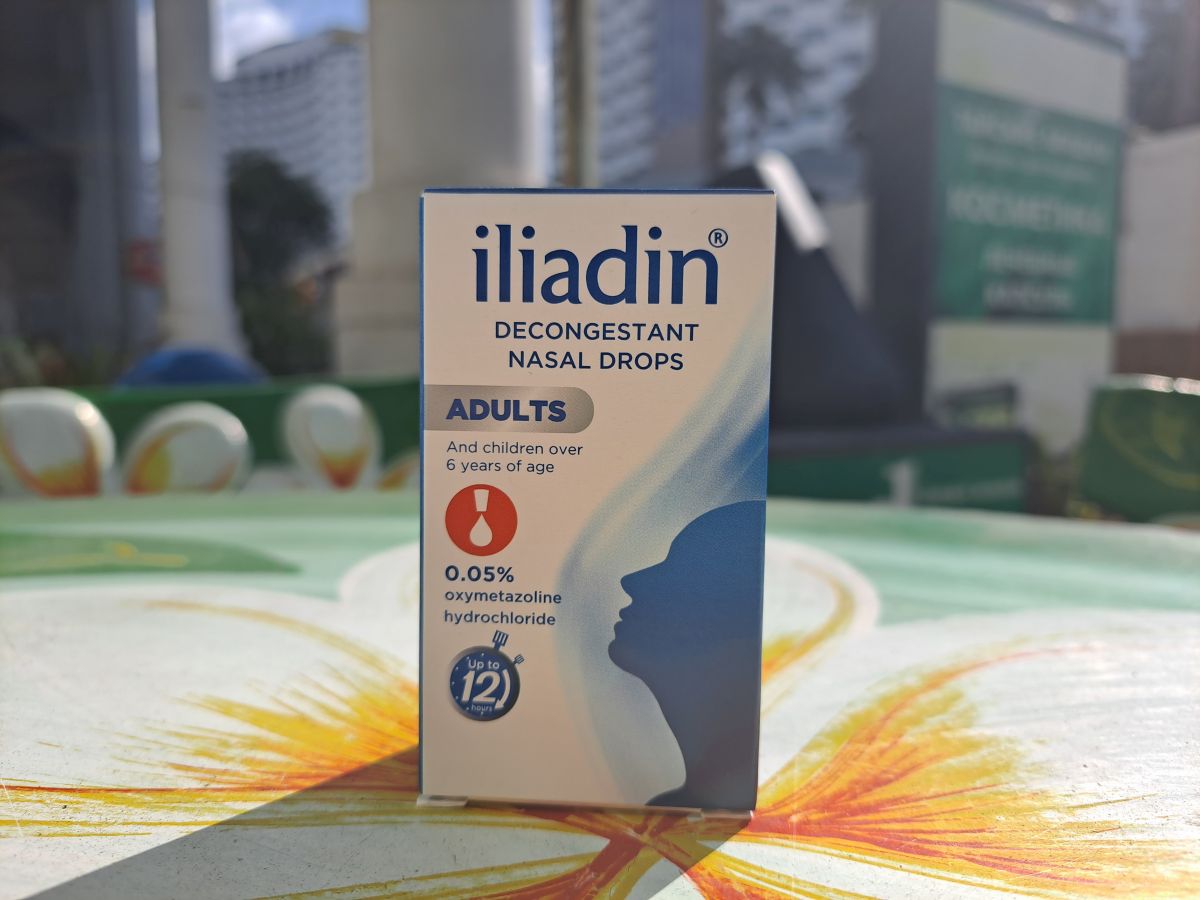 iliadin®
DECONGESTANT
NASAL DROPS
ADULTS
And children over
6 years of age
0.05%
oxymetazoline
hydrochloride
Up to
12
hours
КОСМЕТИКА